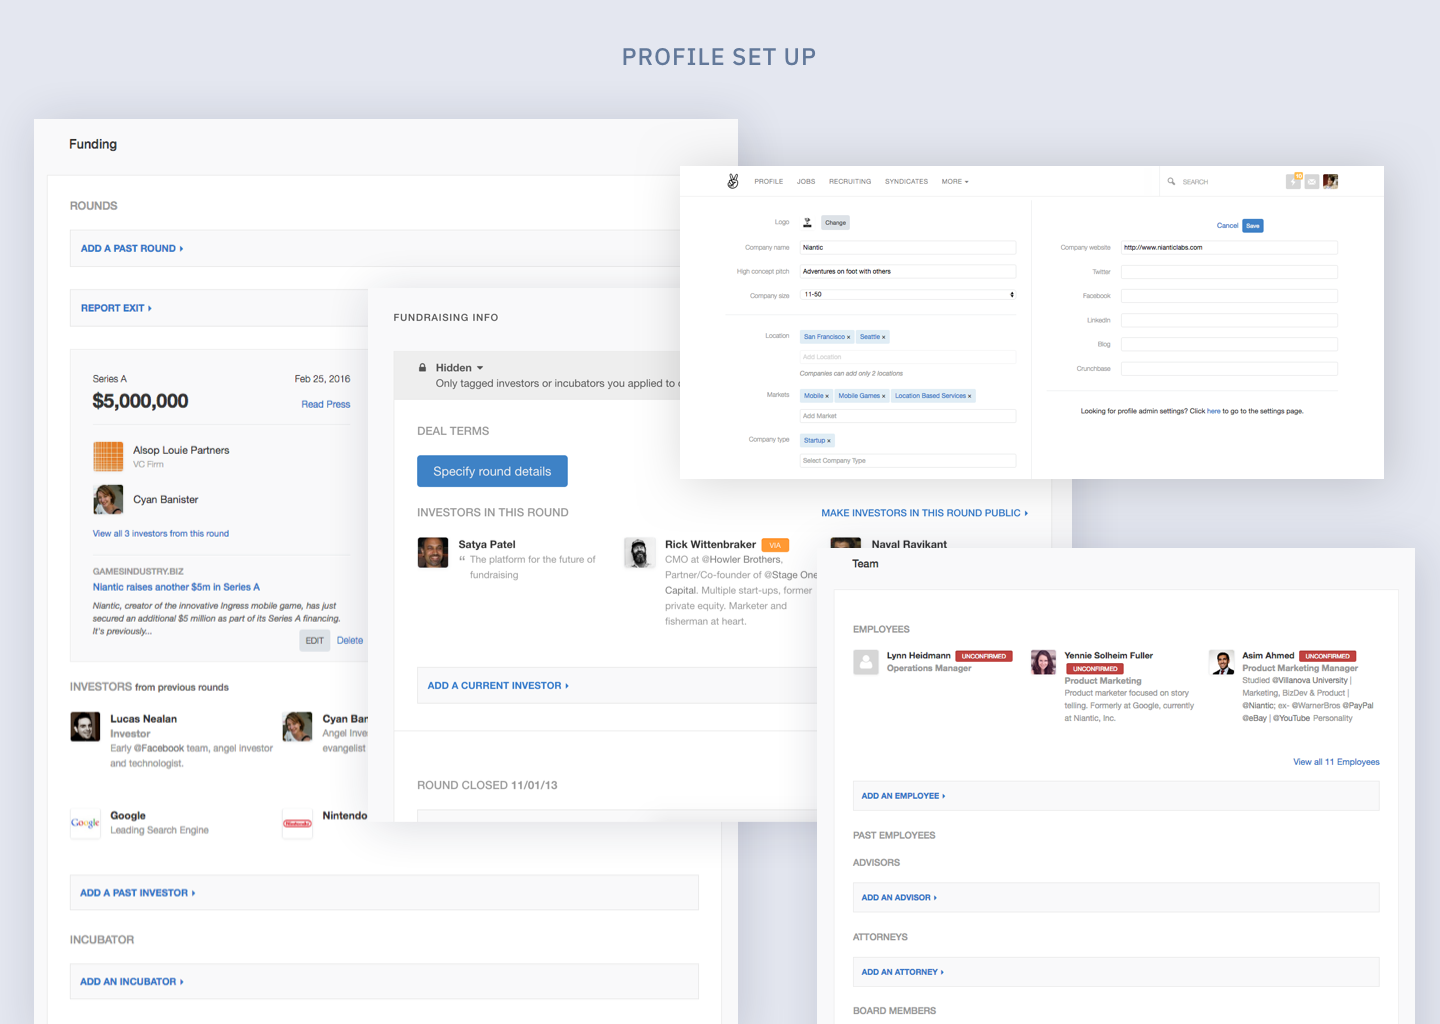 PROFILE SET UP
Funding
ROUNDS
ADD A PAST ROUND
REPORT EXIT
Series A
Feb 25, 2016
$5,000,000
Read Press
Alsop Louie Partners
VC Firm
Cyan Banister
View all 3 investors from this round
GAMESINDUSTRY.BIZ
Niantic raises another $5m in Series A
Niantic, creator of the innovative Ingress mobile game, has just
secured an additional $5 million as part of its Series A financing.
It's previously...
EDIT
Delete
INVESTORS from previous rounds
Lucas Nealan
Investor
Early @Facebook team, angel investor
and technologist.
Cyan Ban
Angel Inve
evangelist
Google
Google
Leading Search Engine
Nintendo
Nintendo
ADD A PAST INVESTOR
INCUBATOR
ADD AN INCUBATOR
FUNDRAISING INFO
Hidden
Only tagged investors or incubators you applied to
DEAL TERMS
Specify round details
INVESTORS IN THIS ROUND
MAKE INVESTORS IN THIS ROUND PUBLIC
Satya Patel
“ The platform for the future of
fundraising
Rick Wittenbraker VIA
CMO at @Howler Brothers,
Partner/Co-founder of @Stage One
Capital. Multiple start-ups, former
private equity. Marketer and
fisherman at heart.
Naval Ravikant
ADD A CURRENT INVESTOR
ROUND CLOSED 11/01/13
PROFILE JOBS RECRUITING SYNDICATES MORE
SEARCH
Logo
Change
Company name
Niantic
High concept pitch
Adventures on foot with others
Company size
11-50
Location
San Francisco × Seattle ×
Add Location
Companies can add only 2 locations
Markets
Mobile × Mobile Games × Location Based Services ×
Add Market
Company type
Startup ×
Select Company Type
Cancel Save
Company website
http://www.nianticlabs.com
Twitter
Facebook
LinkedIn
Blog
Crunchbase
Looking for profile admin settings? Click here to go to the settings page.
Team
EMPLOYEES
Lynn Heidmann UNCONFIRMED
Operations Manager
Yennie Solheim Fuller
UNCONFIRMED
Product Marketing
Product marketer focused on story
telling. Formerly at Google, currently
at Niantic, Inc.
Asim Ahmed UNCONFIRMED
Product Marketing Manager
Studied @Villanova University |
Marketing, BizDev & Product |
@Niantic; ex- @WarnerBros @PayPal
@eBay | @YouTube Personality
View all 11 Employees
ADD AN EMPLOYEE
PAST EMPLOYEES
ADVISORS
ADD AN ADVISOR
ATTORNEYS
ADD AN ATTORNEY
BOARD MEMBERS